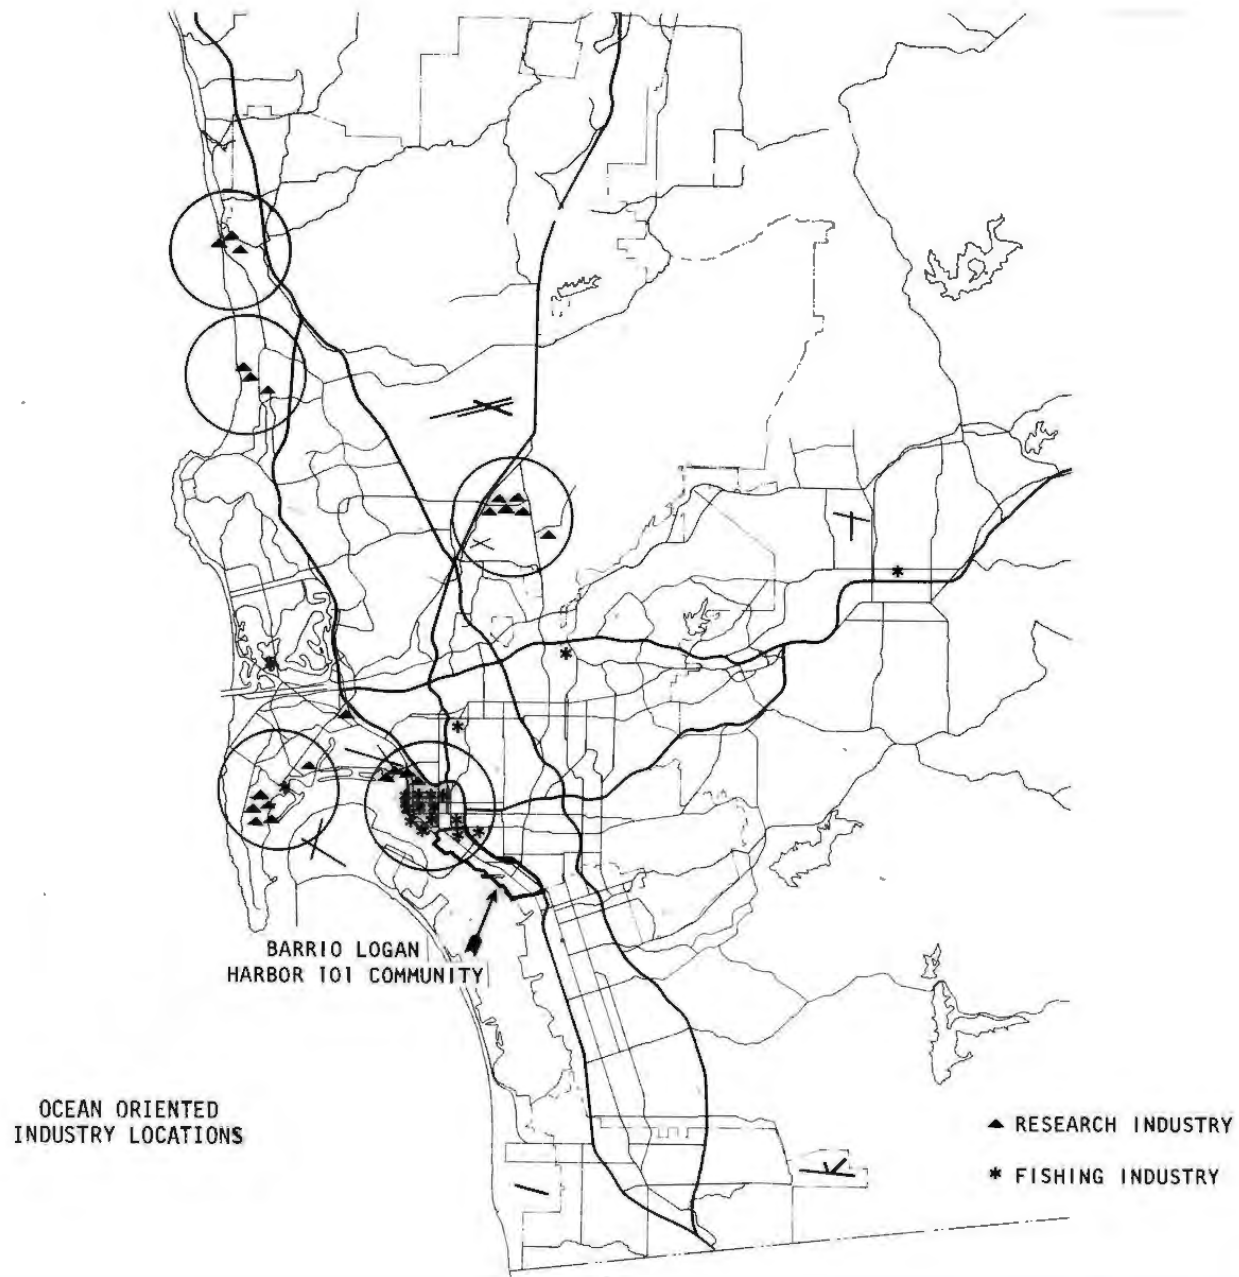 BARRIO LOGAN
HARBOR 101 COMMUNITY
OCEAN ORIENTED
INDUSTRY LOCATIONS
RESEARCH INDUSTRY
FISHING INDUSTRY